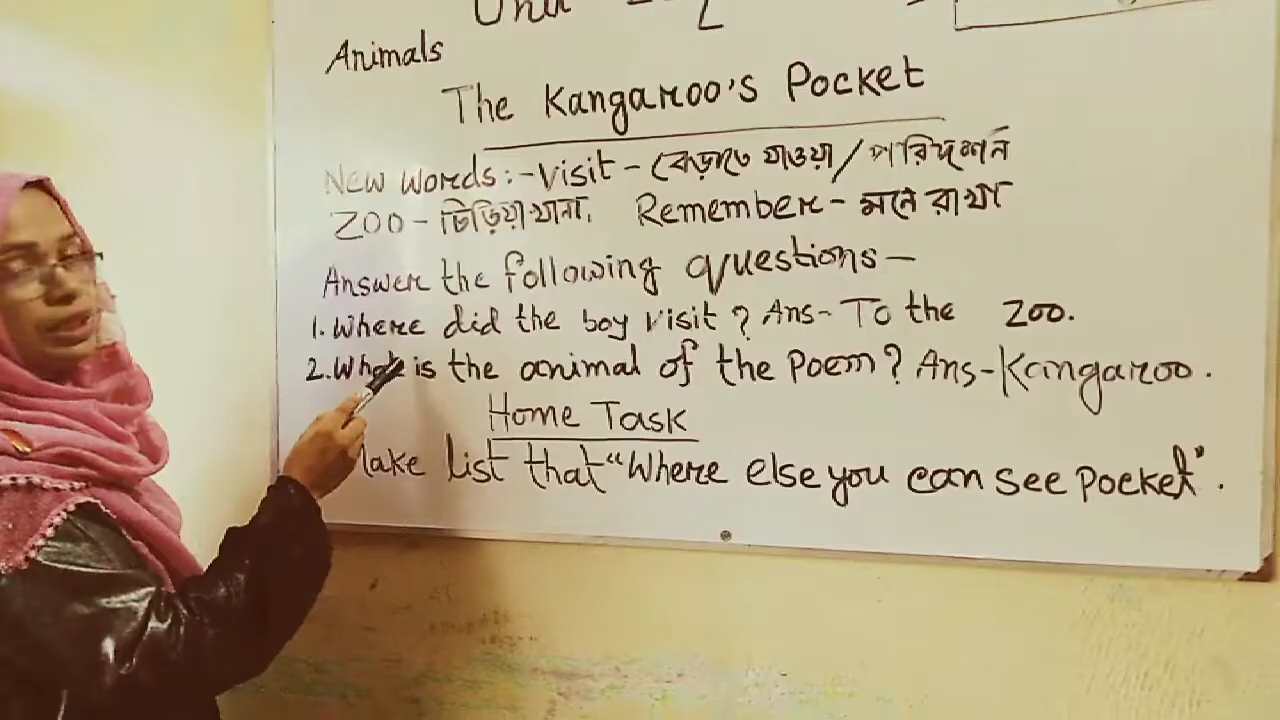 Unit
Animals
The Kangaroo's Pocket
New words:- Visit - বেড়াতে যাওয়া / পরিদর্শন
Zoo - চিড়িয়াখানা, Remember - মনে রাখা
Answer the following questions -
1. Where did the boy visit ? Ans- To the Zoo.
2. What is the animal of the Poem ? Ans- Kangaroo.
Home Task
Make list that "Where else you can see pocket".